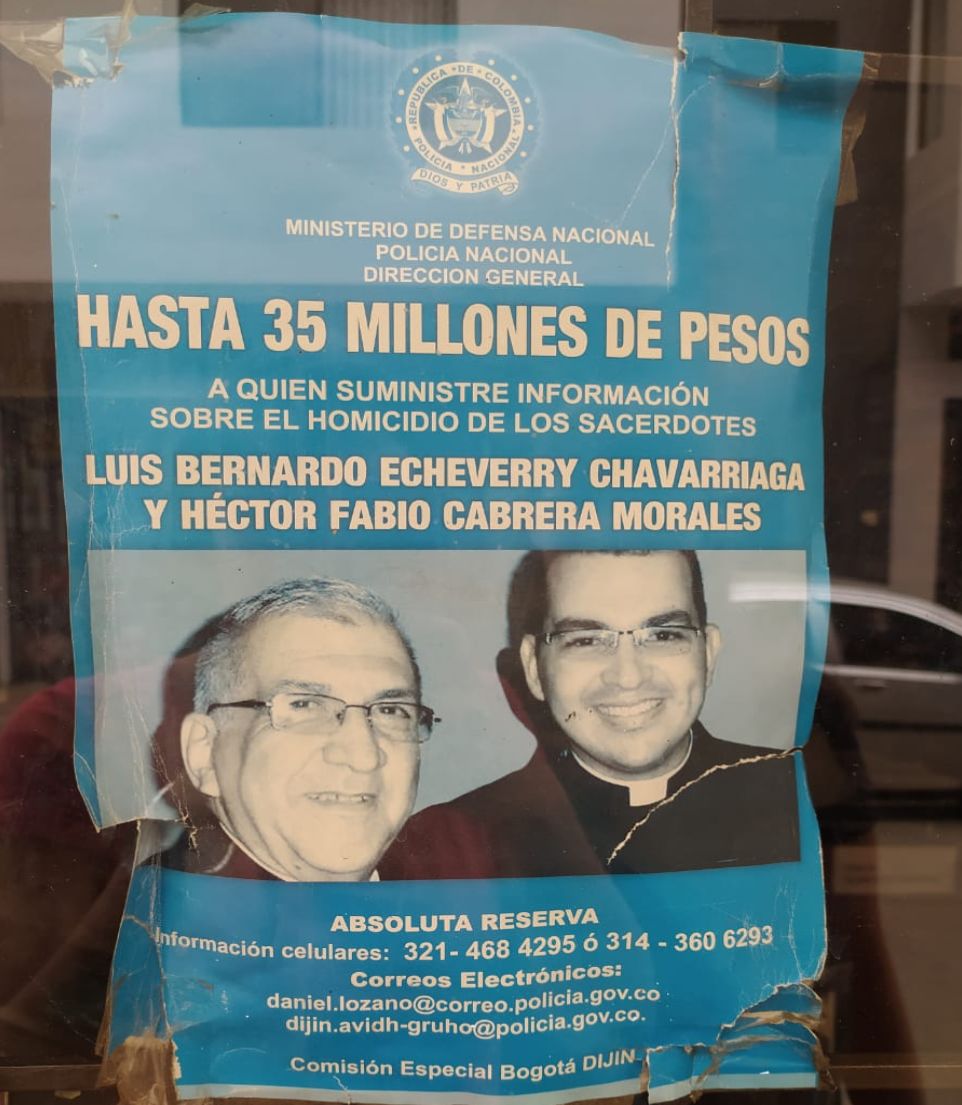 REPUBLICA DE COLOMBIA
POLICIA NACIONAL
DIOS Y PATRIA
MINISTERIO DE DEFENSA NACIONAL
POLICIA NACIONAL
DIRECCION GENERAL
HASTA 35 MILLONES DE PESOS
A QUIEN SUMINISTRE INFORMACIÓN
SOBRE EL HOMICIDIO DE LOS SACERDOTES
LUIS BERNARDO ECHEVERRY CHAVARRIAGA
Y HÉCTOR FABIO CABRERA MORALES
ABSOLUTA RESERVA
Información celulares: 321- 468 4295 ó 314 - 360 6293
Correos Electrónicos:
daniel.lozano@correo.policia.gov.co
dijin.avidh-gruho@policia.gov.co.
Comisión Especial Bogotá DIJIN